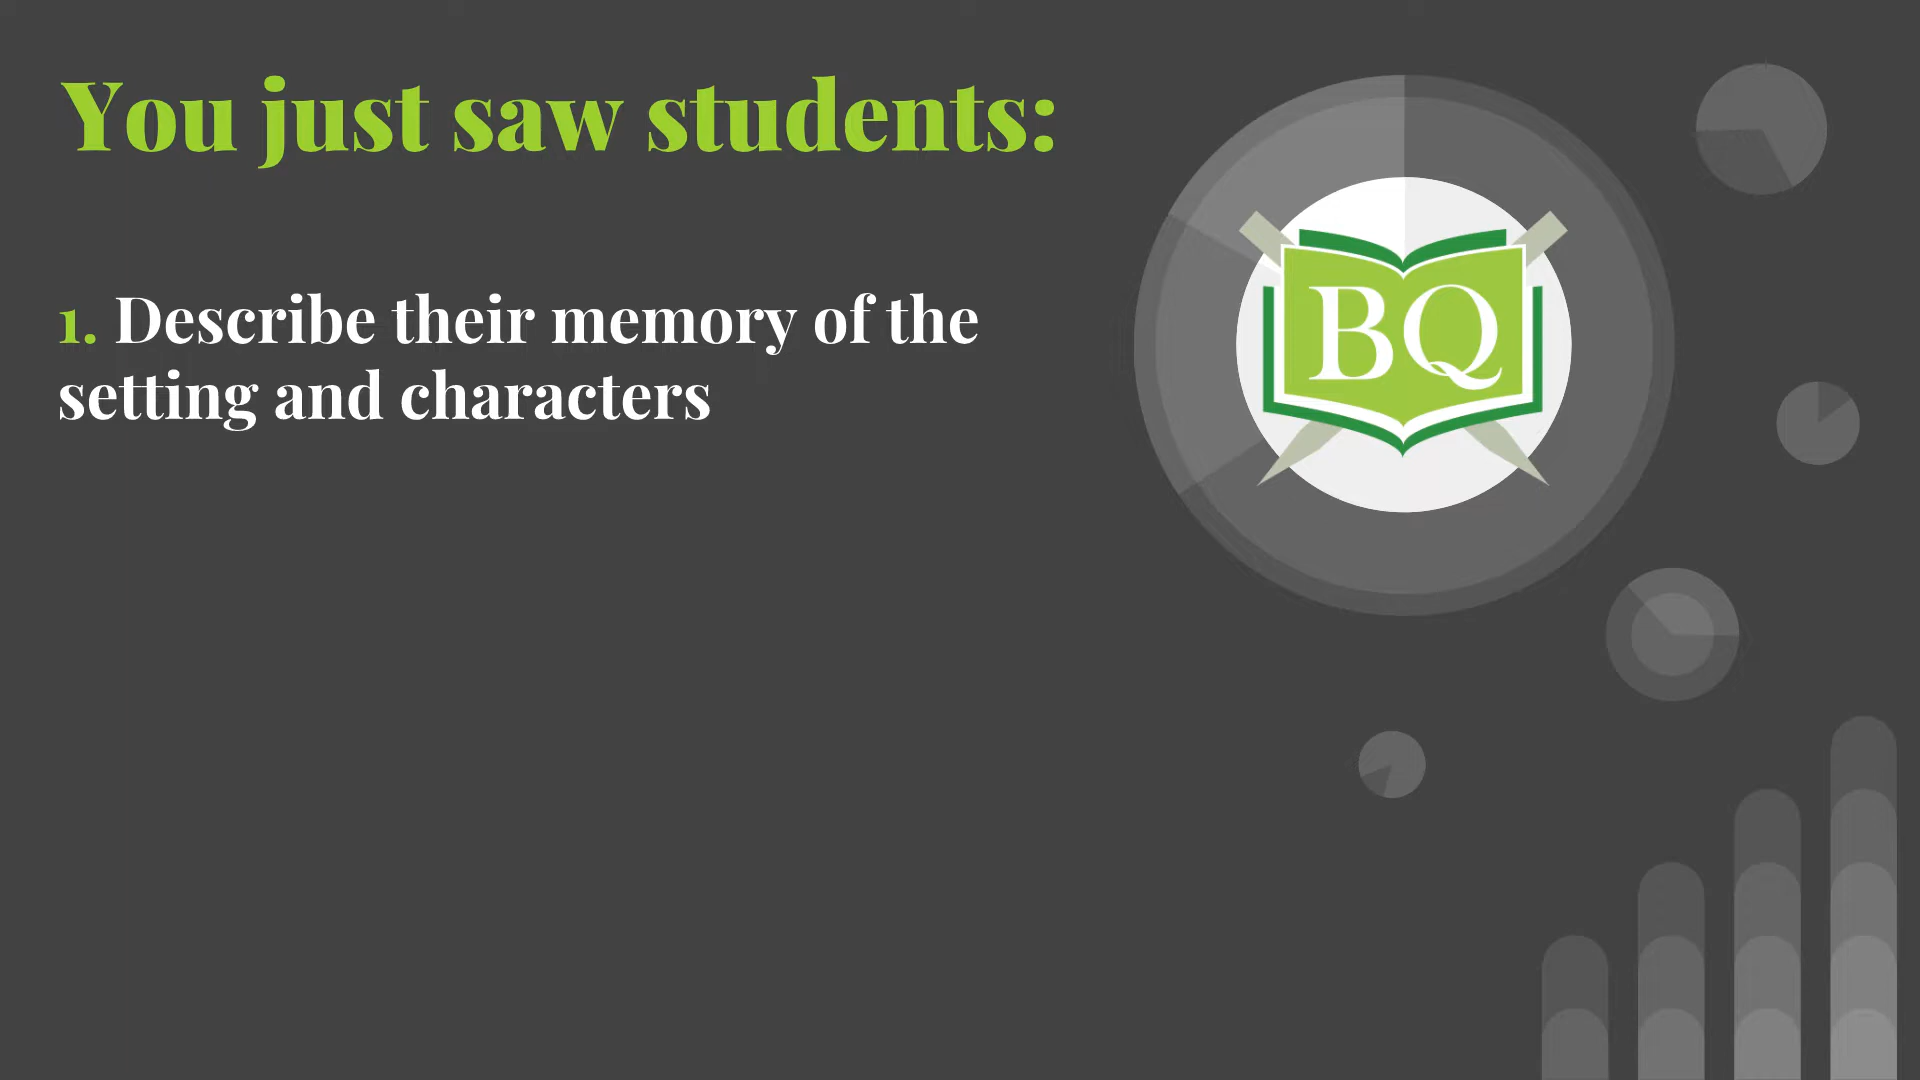 You just saw students:
1. Describe their memory of the
setting and characters
BQ